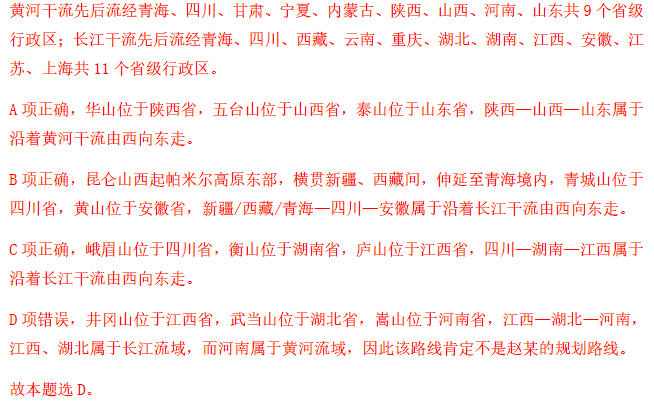 黄河干流先后流经青海、四川、甘肃、宁夏、内蒙古、陕西、山西、河南、山东共 9 个省级
行政区；长江干流先后流经青海、四川、西藏、云南、重庆、湖北、湖南、江西、安徽、江
苏、上海共 11 个省级行政区。
A 项正确，华山位于陕西省，五台山位于山西省，泰山位于山东省，陕西—山西—山东属于
沿着黄河干流由西向东走。
B 项正确，昆仑山西起帕米尔高原东部，横贯新疆、西藏间，伸延至青海境内，青城山位于
四川省，黄山位于安徽省，新疆/西藏/青海—四川—安徽属于沿着长江干流由西向东走。
C 项正确，峨眉山位于四川省，衡山位于湖南省，庐山位于江西省，四川—湖南—江西属于
沿着长江干流由西向东走。
D 项错误，井冈山位于江西省，武当山位于湖北省，嵩山位于河南省，江西—湖北—河南，
江西、湖北属于长江流域，而河南属于黄河流域，因此该路线肯定不是赵某的规划路线。
故本题选 D。